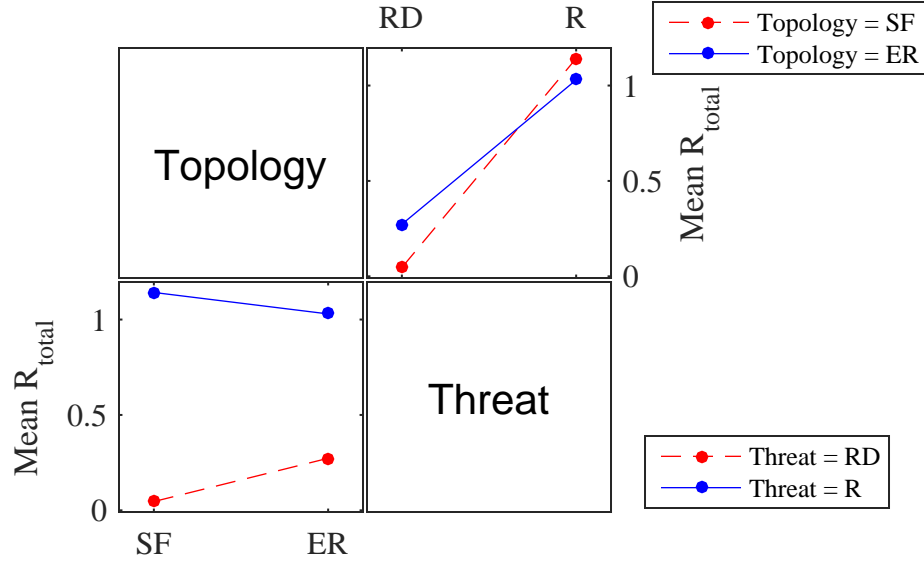 RD R
Topology = SF
Topology = ER
Topology
1
0.5
0
Mean R_total
1
0.5
0
Mean R_total
Threat
Threat = RD
Threat = R
SF ER